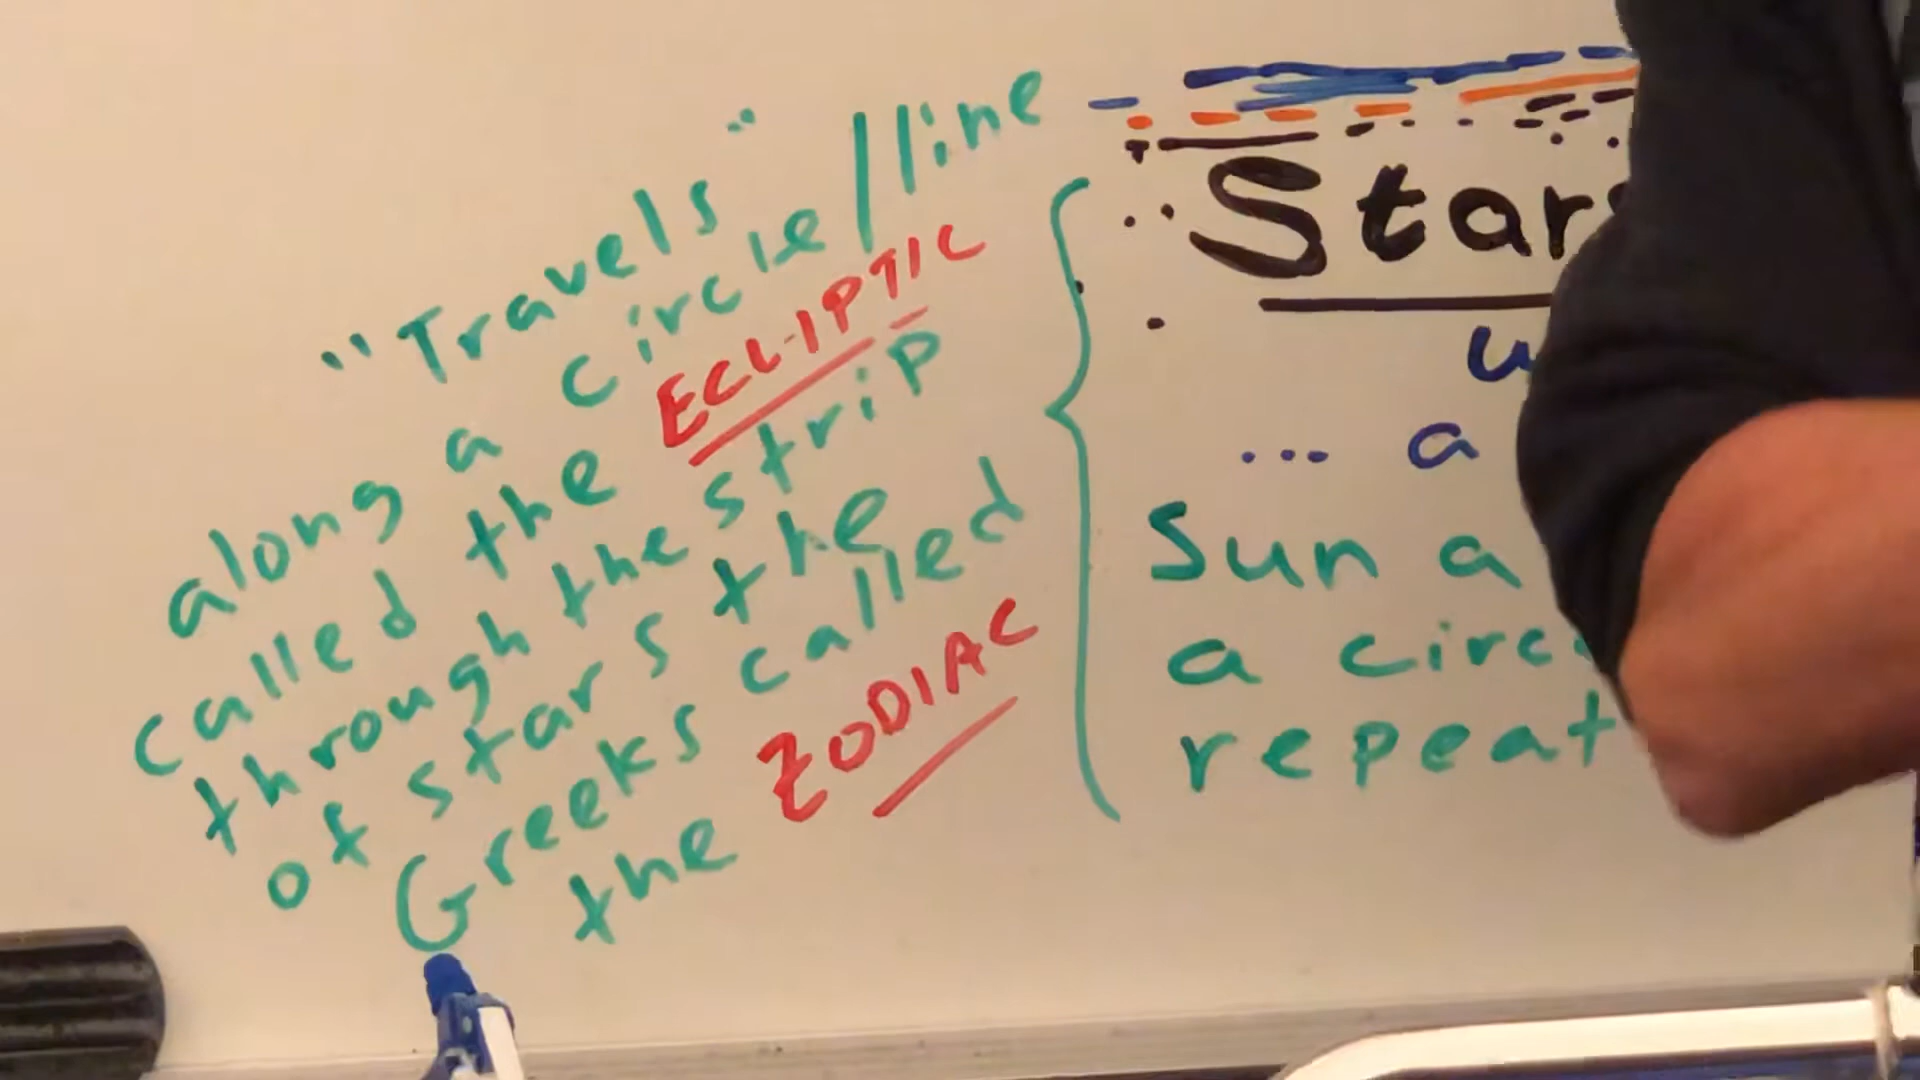 "Travels"
along a circle/line
called the ECLIPTIC
through the strip
of stars the
Greeks called
the ZODIAC
... a
Sun a
a circ
repeat